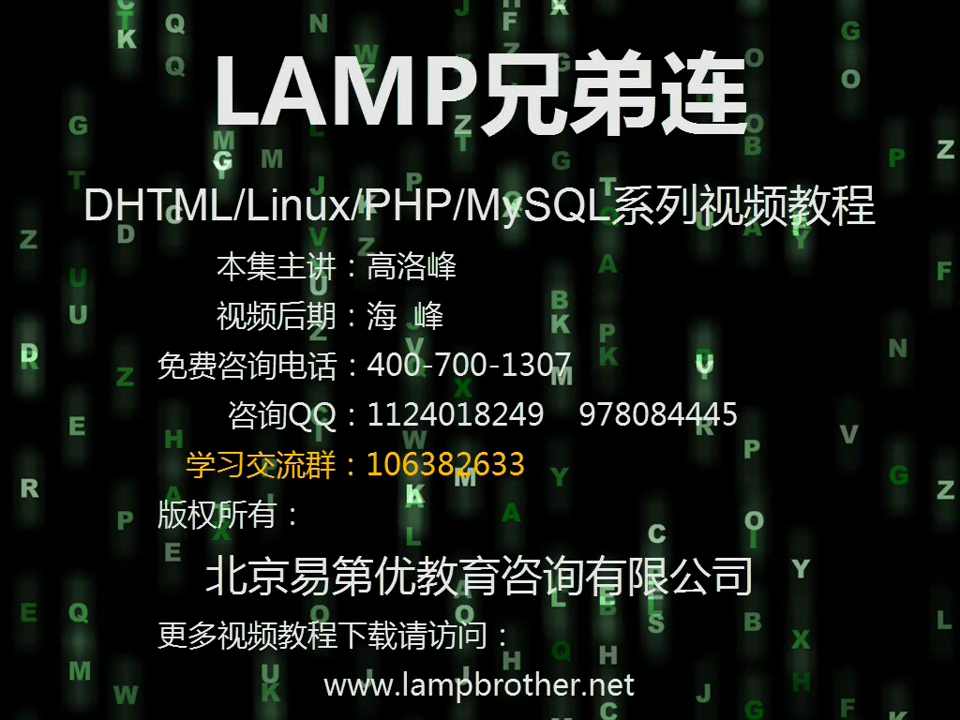 LAMP兄弟连
DHTML/Linux/PHP/MySQL系列视频教程
本集主讲：高洛峰
视频后期：海 峰
免费咨询电话：400-700-1307
咨询QQ：1124018249 978084445
学习交流群：106382633
版权所有：
北京易第优教育咨询有限公司
更多视频教程下载请访问：
www.lampbrother.net